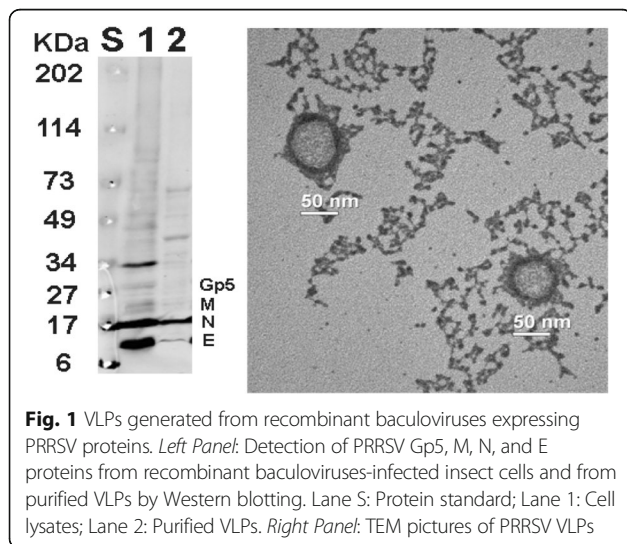 KDa S 1 2
202
114
73
49
34
27
17
6
Gp5
M
N
E
50 nm
50 nm
Fig. 1 VLPs generated from recombinant baculoviruses expressing
PRRSV proteins. Left Panel: Detection of PRRSV Gp5, M, N, and E
proteins from recombinant baculoviruses-infected insect cells and from
purified VLPs by Western blotting. Lane S: Protein standard; Lane 1: Cell
lysates; Lane 2: Purified VLPs. Right Panel: TEM pictures of PRRSV VLPs